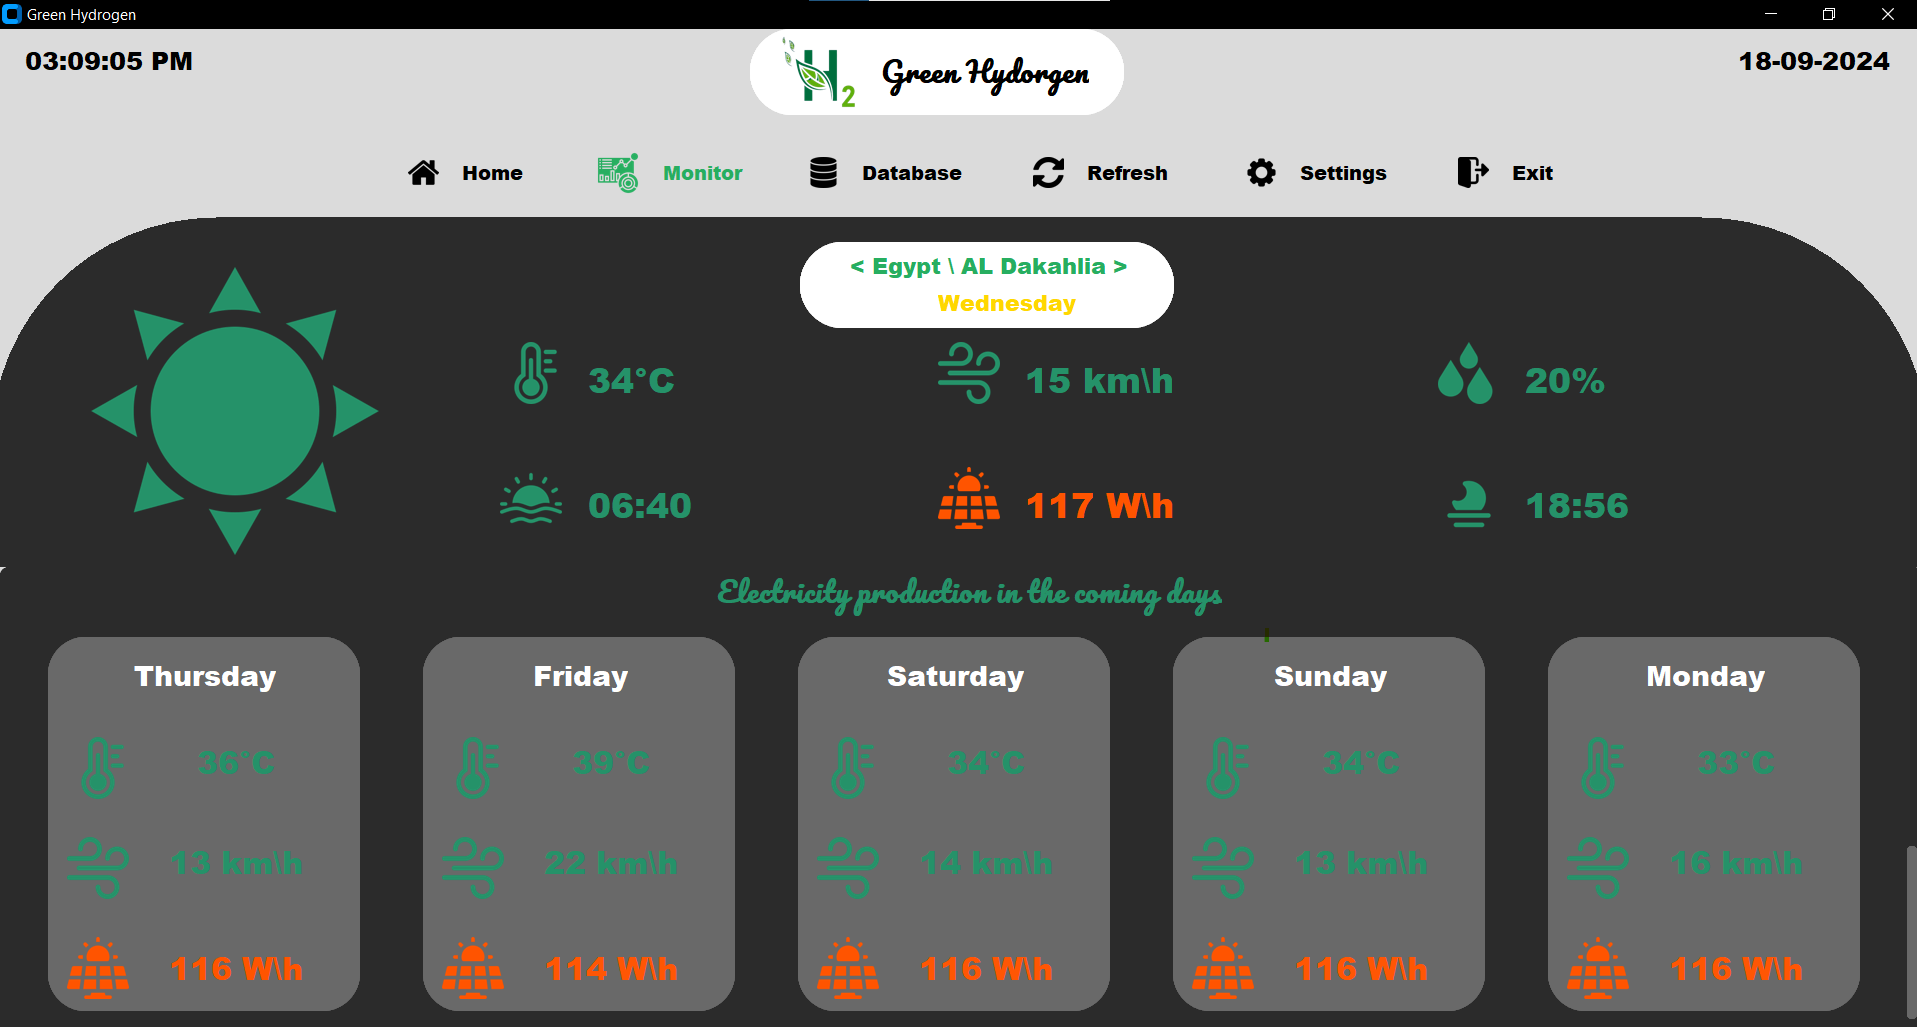 Green Hydrogen
03:09:05 PM
H2
Green Hydorgen
18-09-2024
Home
Monitor
Database
Refresh
Settings
Exit
< Egypt \ AL Dakahlia >
Wednesday
34°C
15 km\h
20%
06:40
117 W\h
18:56
Electricity production in the coming days
Thursday
36°C
13 km\h
116 W\h
Friday
39°C
22 km\h
114 W\h
Saturday
34°C
14 km\h
116 W\h
Sunday
34°C
13 km\h
116 W\h
Monday
33°C
16 km\h
116 W\h